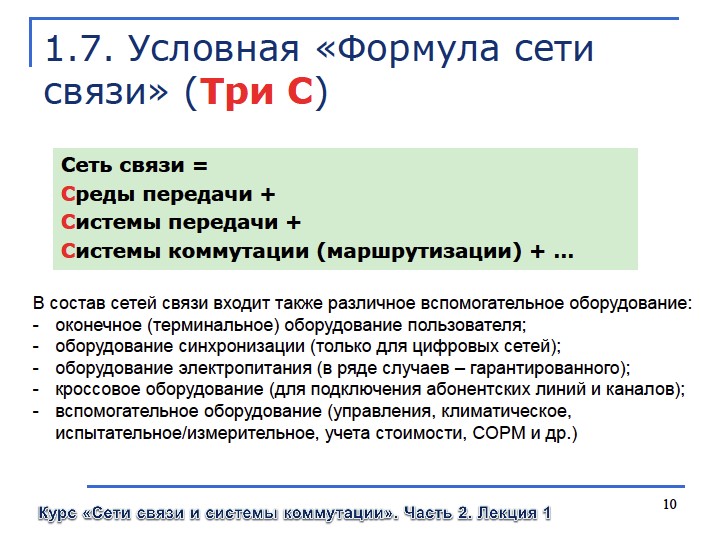 1.7. Условная «Формула сети
связи» (Три С)
Сеть связи =
Среды передачи +
Системы передачи +
Системы коммутации (маршрутизации) + ...
В состав сетей связи входит также различное вспомогательное оборудование:
- оконечное (терминальное) оборудование пользователя;
- оборудование синхронизации (только для цифровых сетей);
- оборудование электропитания (в ряде случаев – гарантированного);
- кроссовое оборудование (для подключения абонентских линий и каналов);
- вспомогательное оборудование (управления, климатическое,
испытательное/измерительное, учета стоимости, СОРМ и др.)
10
Курс «Сети связи и системы коммутации». Часть 2. Лекция 1